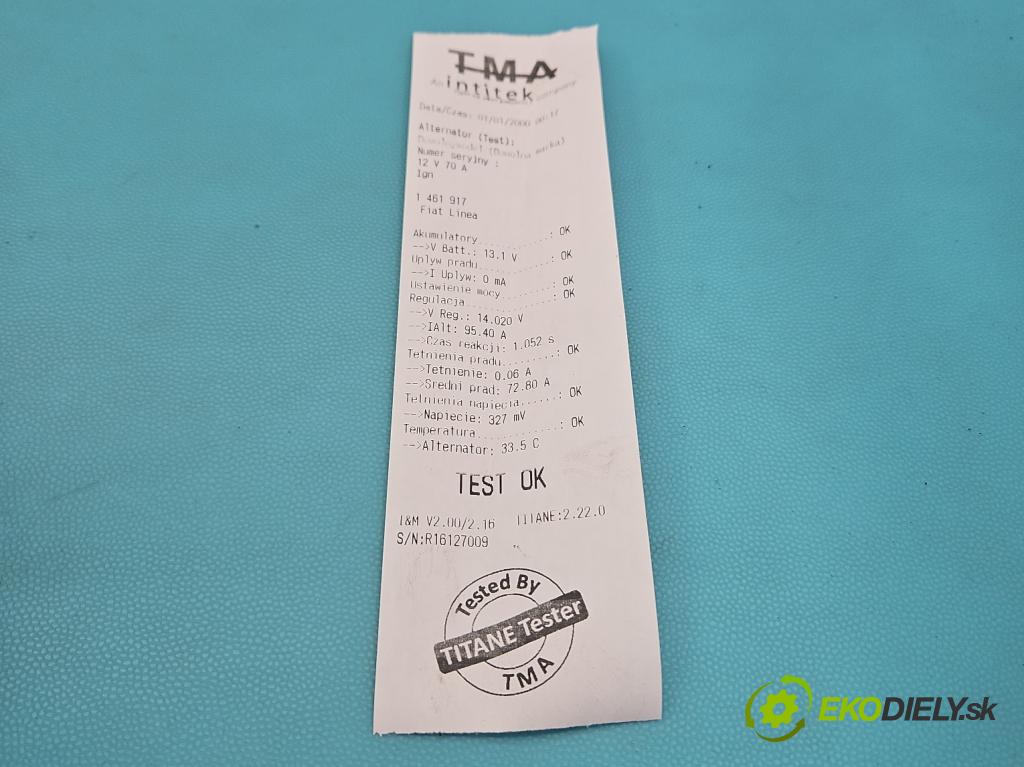 TMA
An intitek company
Data/Czas: 01/01/2000 00:17
Alternator (Test):
(Dowolna marka)
Numer seryjny :
12 V 70 A
Ign
1 461 917
Fiat Linea
Akumulatory..........: OK
-->V Batt.: 13.1 V
Uplyw pradu..........: OK
-->I Uplyw: 0 mA
Ustawienie mocy.......: OK
Regulacja............: OK
-->V Reg.: 14.020 V
-->IAlt: 95.40 A
-->Czas reakcji: 1.052 s
Tetnienia pradu........: OK
-->Tetnienie: 0.06 A
-->Sredni prad: 72.80 A
Tetnienia napiecia......: OK
-->Napiecie: 327 mV
Temperatura............: OK
-->Alternator: 33.5 C
TEST OK
I&M V2.00/2.16 TITANE:2.22.0
S/N:R16127009
Tested By
TITANE Tester
TMA
EKODIELY.sk